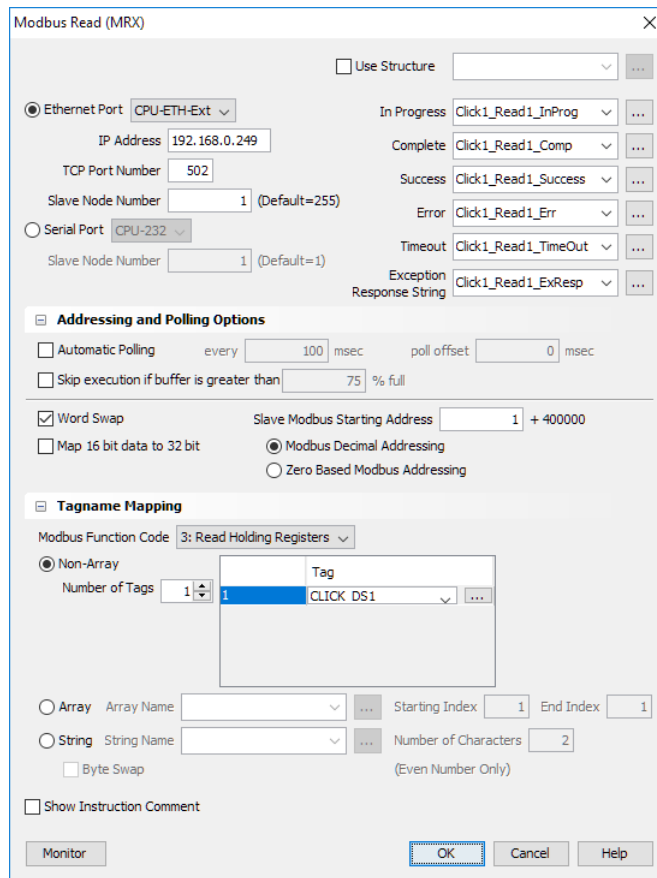 Modbus Read (MRX)
Use Structure ...
Ethernet Port CPU-ETH-Ext In Progress Click1_Read1_InProg ...
IP Address 192.168.0.249 Complete Click1_Read1_Comp ...
TCP Port Number 502 Success Click1_Read1_Success ...
Slave Node Number 1 (Default=255) Error Click1_Read1_Err ...
Serial Port CPU-232 Timeout Click1_Read1_TimeOut ...
Slave Node Number 1 (Default=1) Exception
Response String Click1_Read1_ExResp ...
Addressing and Polling Options
Automatic Polling every 100 msec poll offset 0 msec
Skip execution if buffer is greater than 75 % full
Word Swap Slave Modbus Starting Address 1 + 400000
Map 16 bit data to 32 bit Modbus Decimal Addressing
Zero Based Modbus Addressing
Tagname Mapping
Modbus Function Code 3: Read Holding Registers
Non-Array
Tag
Number of Tags 1 1 CLICK DS1 ...
Array Array Name ... Starting Index 1 End Index 1
String String Name ... Number of Characters 2
Byte Swap (Even Number Only)
Show Instruction Comment
Monitor OK Cancel Help